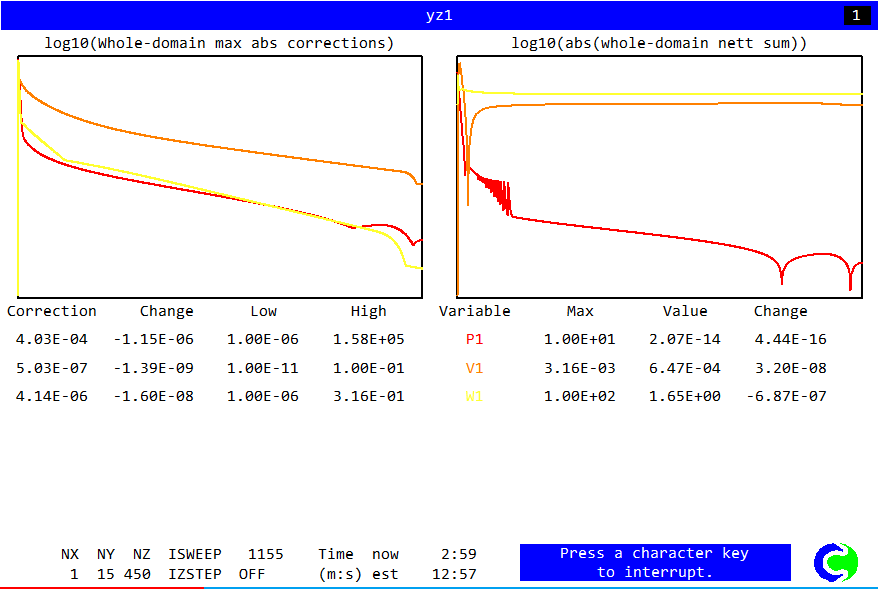 yz1 1
log10(Whole-domain max abs corrections) log10(abs(whole-domain nett sum))
Correction Change Low High Variable Max Value Change
4.03E-04 -1.15E-06 1.00E-06 1.58E+05 P1 1.00E+01 2.07E-14 4.44E-16
5.03E-07 -1.39E-09 1.00E-11 1.00E-01 V1 3.16E-03 6.47E-04 3.20E-08
4.14E-06 -1.60E-08 1.00E-06 3.16E-01 W1 1.00E+02 1.65E+00 -6.87E-07
NX NY NZ ISWEEP 1155 Time now 2:59 Press a character key
1 15 450 IZSTEP OFF (m:s) est 12:57 to interrupt.